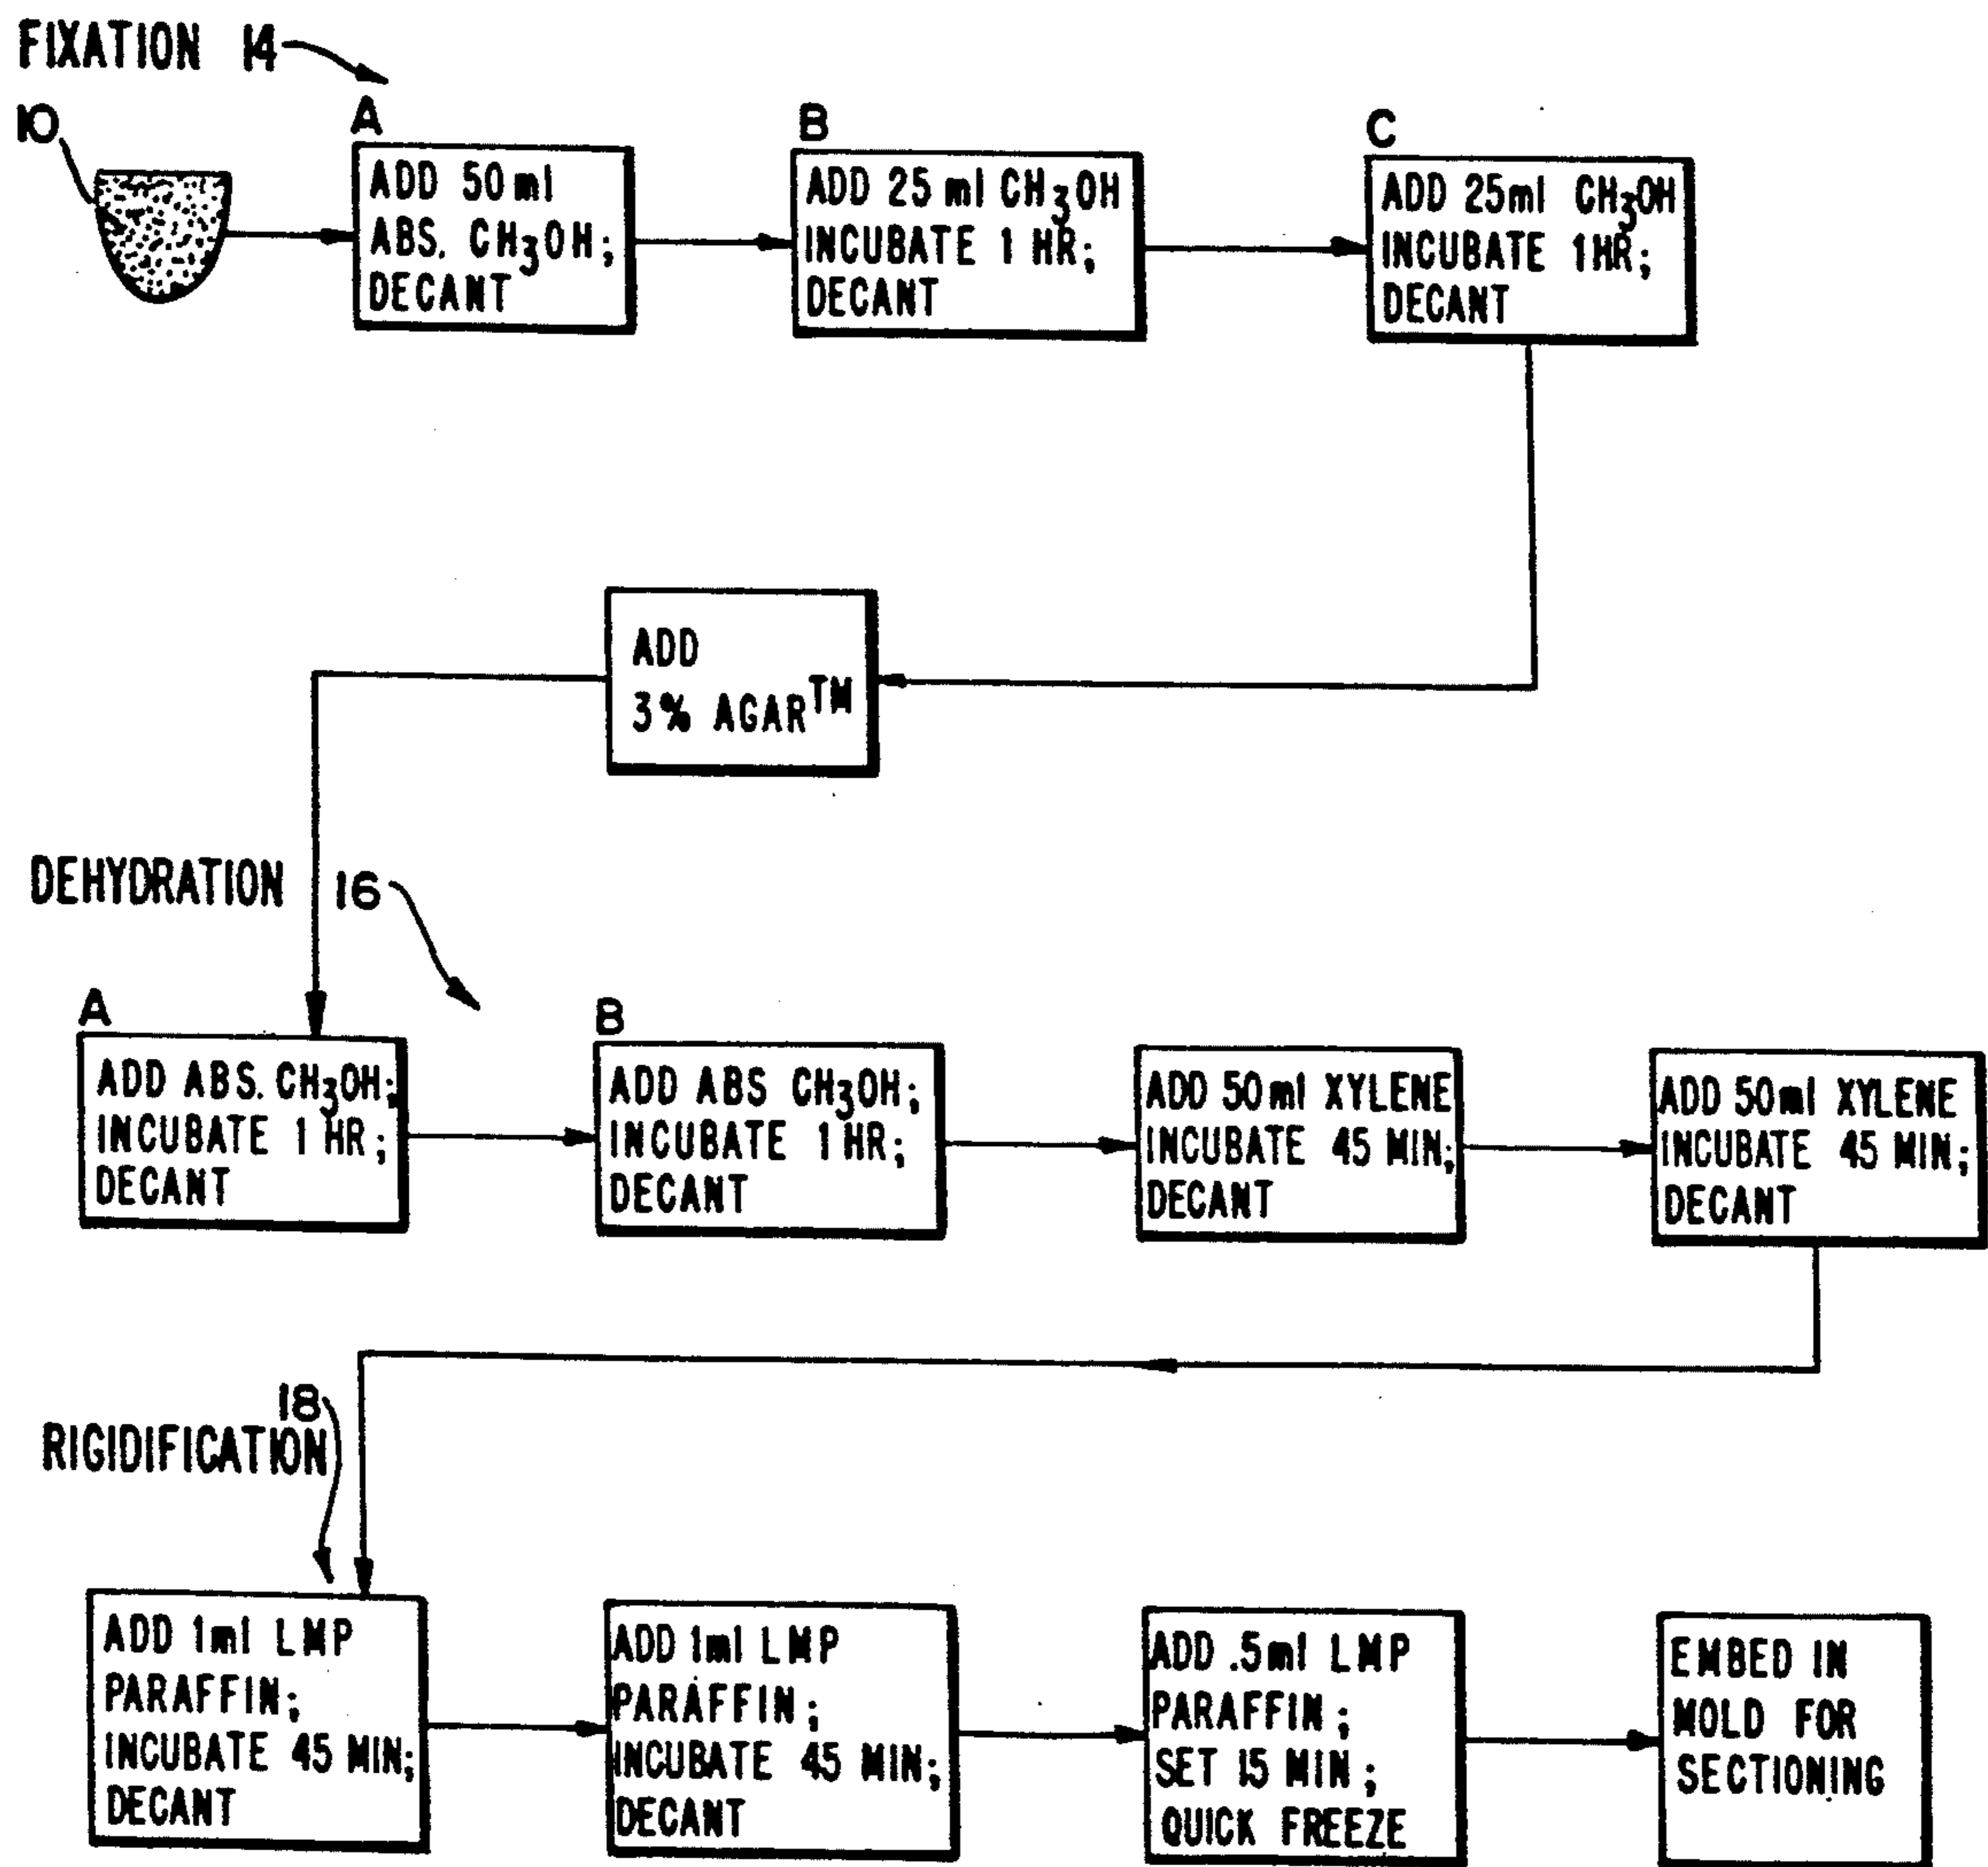 FIXATION 14
10
A
ADD 50 ml
ABS. CH₃OH;
DECANT
B
ADD 25 ml CH₃OH
INCUBATE 1 HR;
DECANT
C
ADD 25ml CH₃OH
INCUBATE 1HR;
DECANT
ADD
3% AGAR™
DEHYDRATION 16
A
ADD ABS. CH₃OH;
INCUBATE 1 HR;
DECANT
B
ADD ABS CH₃OH;
INCUBATE 1 HR;
DECANT
ADD 50ml XYLENE
INCUBATE 45 MIN;
DECANT
ADD 50ml XYLENE
INCUBATE 45 MIN;
DECANT
18
RIGIDIFICATION
ADD 1ml LMP
PARAFFIN;
INCUBATE 45 MIN;
DECANT
ADD 1ml LMP
PARAFFIN;
INCUBATE 45 MIN;
DECANT
ADD .5ml LMP
PARAFFIN;
SET 15 MIN;
QUICK FREEZE
EMBED IN
MOLD FOR
SECTIONING